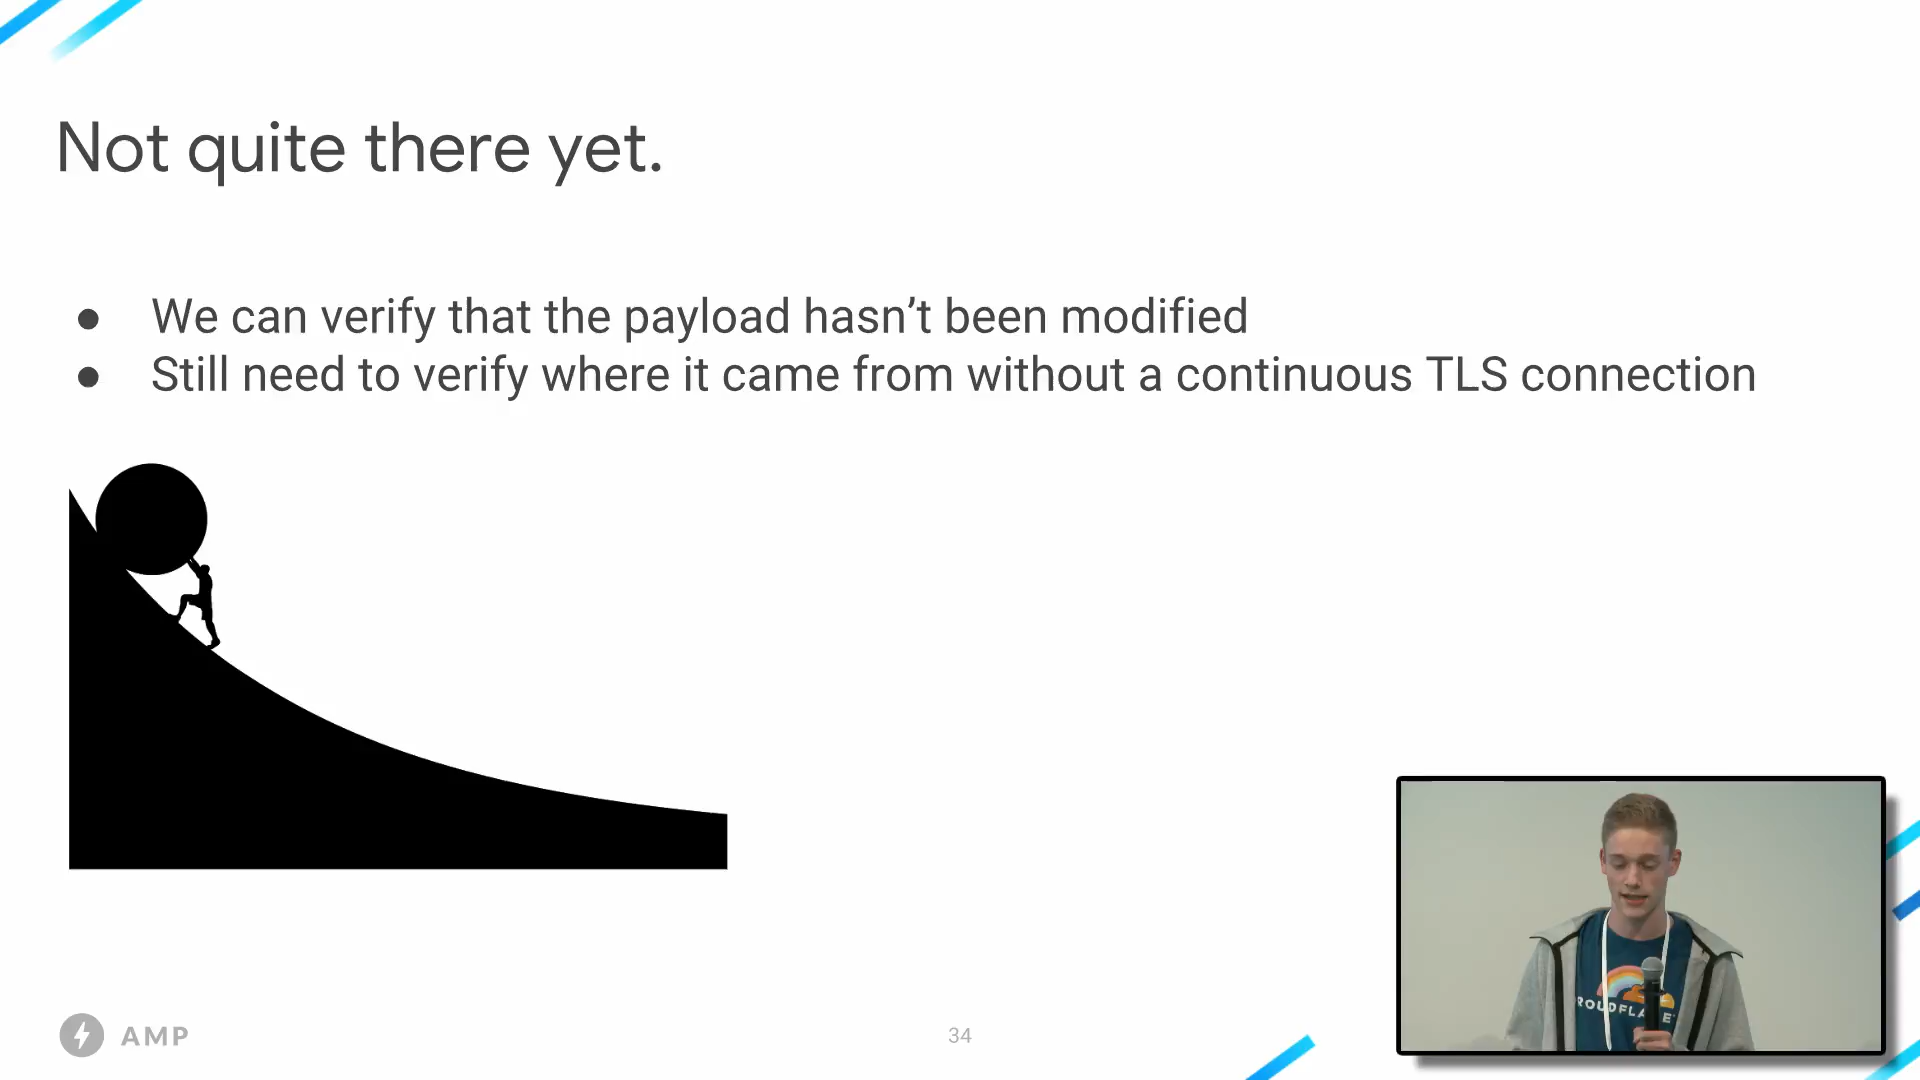 Not quite there yet.
● We can verify that the payload hasn’t been modified
● Still need to verify where it came from without a continuous TLS connection
AMP
34